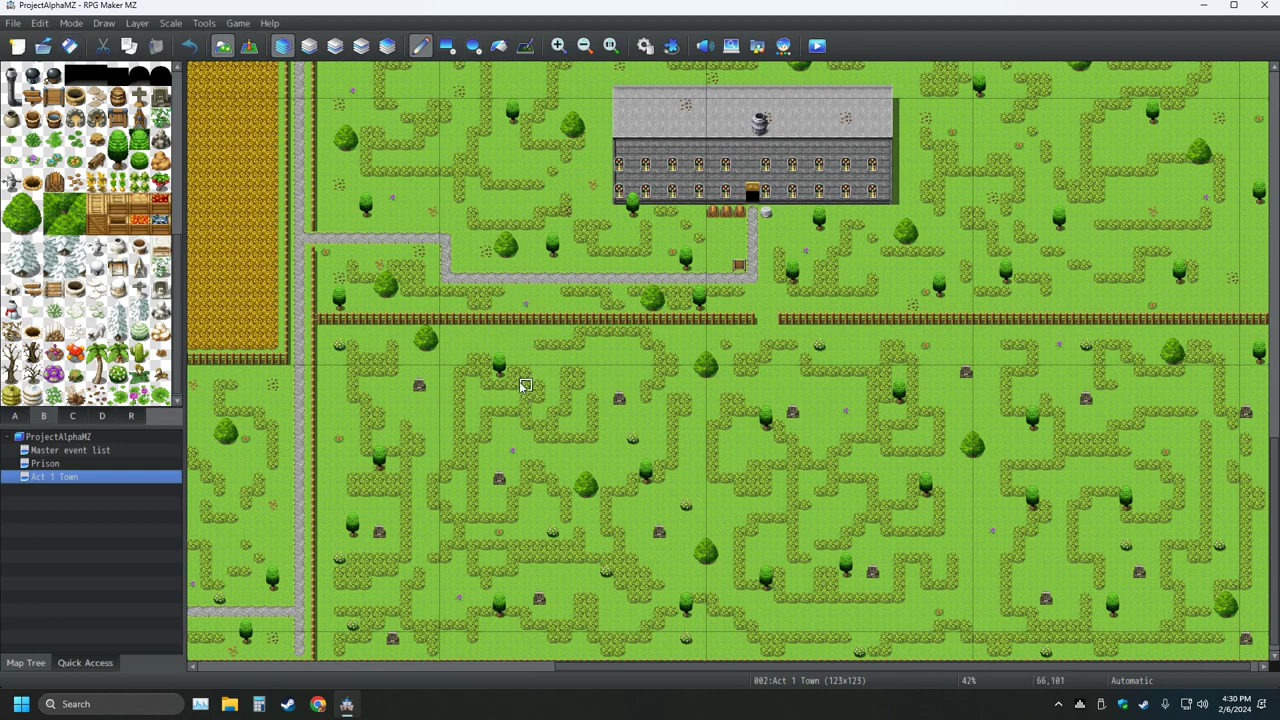 ProjectAlphaMZ - RPG Maker MZ
File Edit Mode Draw Layer Scale Tools Game Help
A B C D R
ProjectAlphaMZ
Master event list
Prison
Act 1 Town
Map Tree Quick Access
002:Act 1 Town (123x123) 42% 66,101 Automatic
Search
4:30 PM
2/6/2024